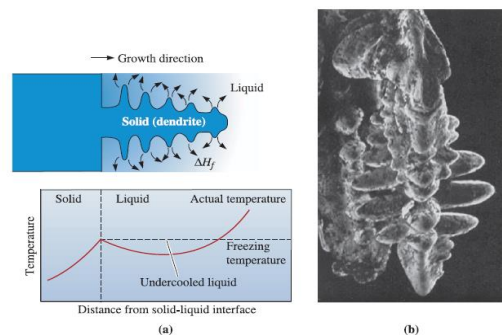 Growth direction
Liquid
Solid (dendrite)
ΔHf
Solid
Liquid
Actual temperature
Freezing
temperature
Undercooled liquid
Temperature
Distance from solid-liquid interface
(a)
(b)